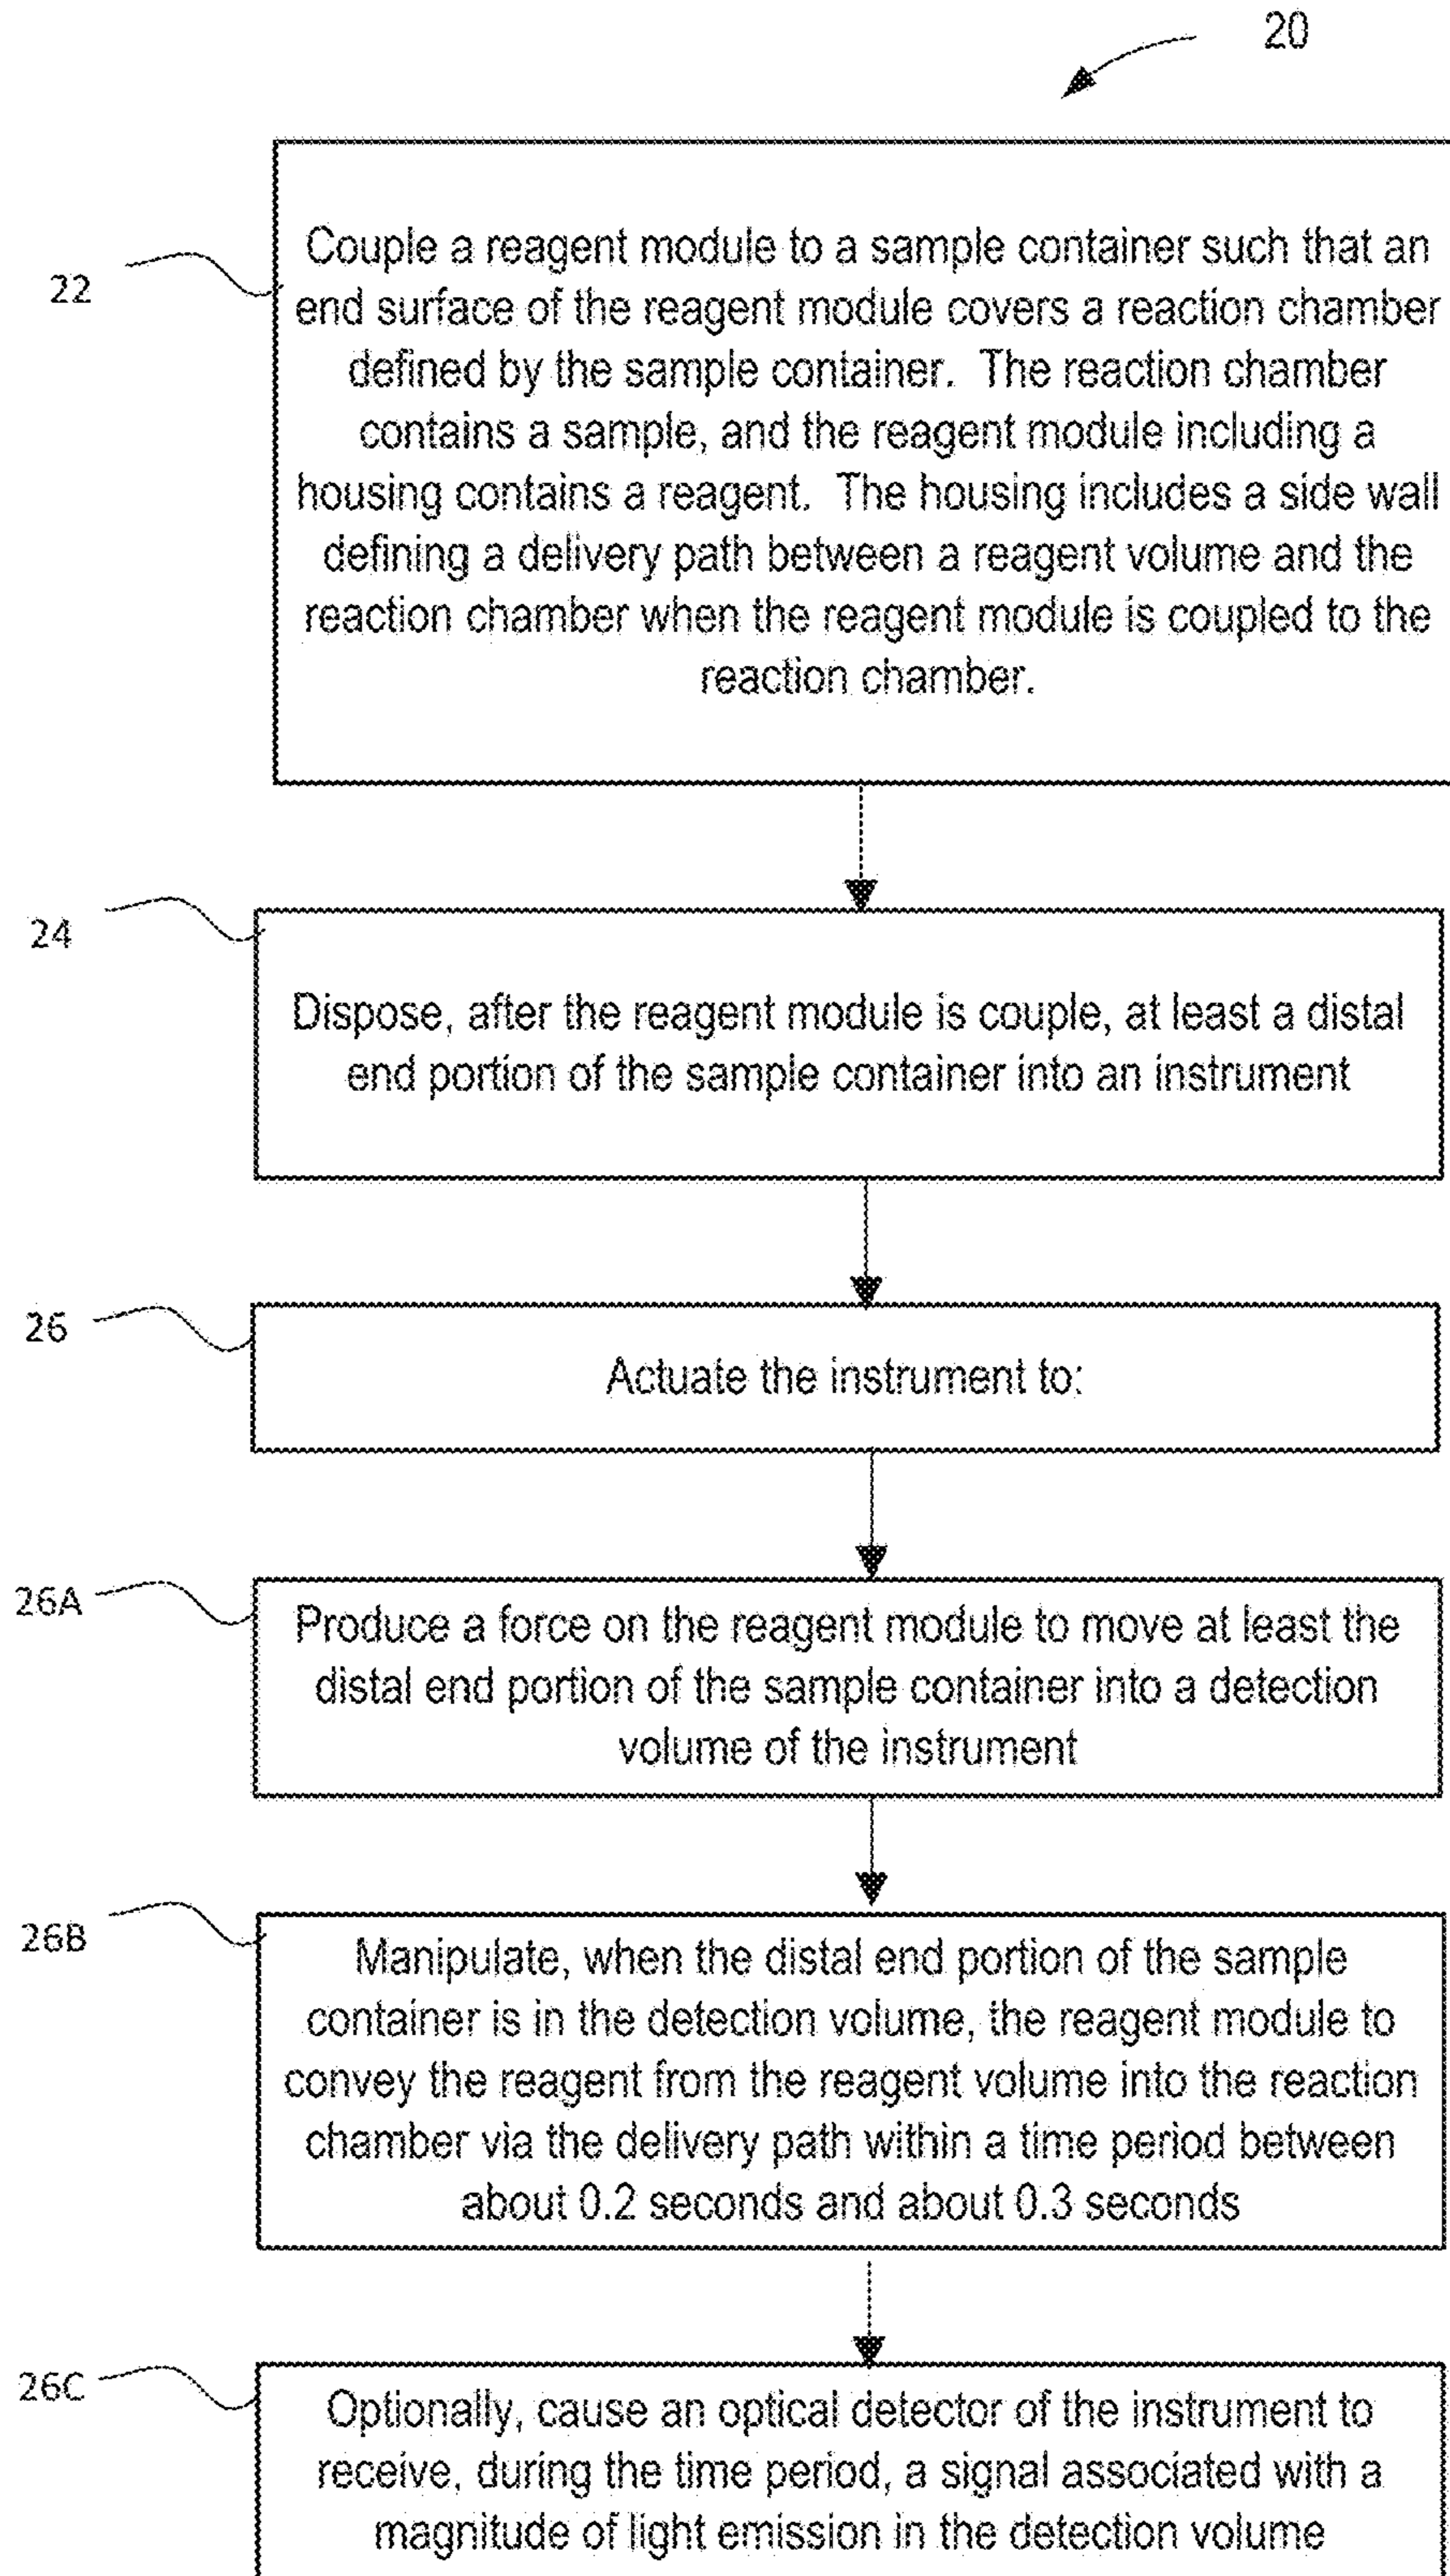 20
22
Couple a reagent module to a sample container such that an
end surface of the reagent module covers a reaction chamber
defined by the sample container. The reaction chamber
contains a sample, and the reagent module including a
housing contains a reagent. The housing includes a side wall
defining a delivery path between a reagent volume and the
reaction chamber when the reagent module is coupled to the
reaction chamber.
24
Dispose, after the reagent module is couple, at least a distal
end portion of the sample container into an instrument
26
Actuate the instrument to:
26A
Produce a force on the reagent module to move at least the
distal end portion of the sample container into a detection
volume of the instrument
26B
Manipulate, when the distal end portion of the sample
container is in the detection volume, the reagent module to
convey the reagent from the reagent volume into the reaction
chamber via the delivery path within a time period between
about 0.2 seconds and about 0.3 seconds
26C
Optionally, cause an optical detector of the instrument to
receive, during the time period, a signal associated with a
magnitude of light emission in the detection volume